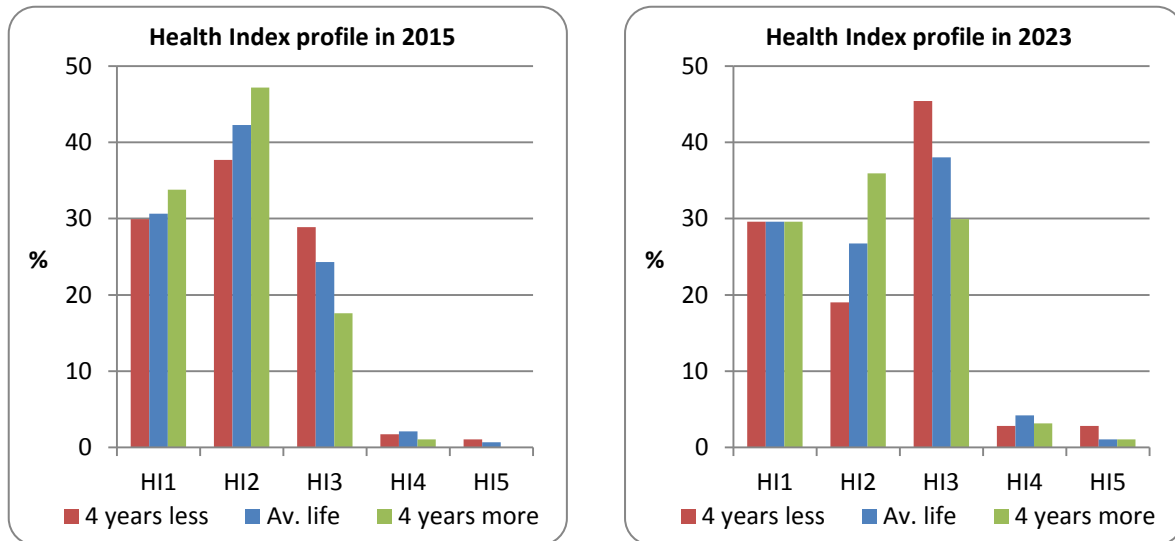 Health Index profile in 2015
50
40
30
%
20
10
0
HI1 HI2 HI3 HI4 HI5
4 years less Av. life 4 years more
Health Index profile in 2023
50
40
30
%
20
10
0
HI1 HI2 HI3 HI4 HI5
4 years less Av. life 4 years more